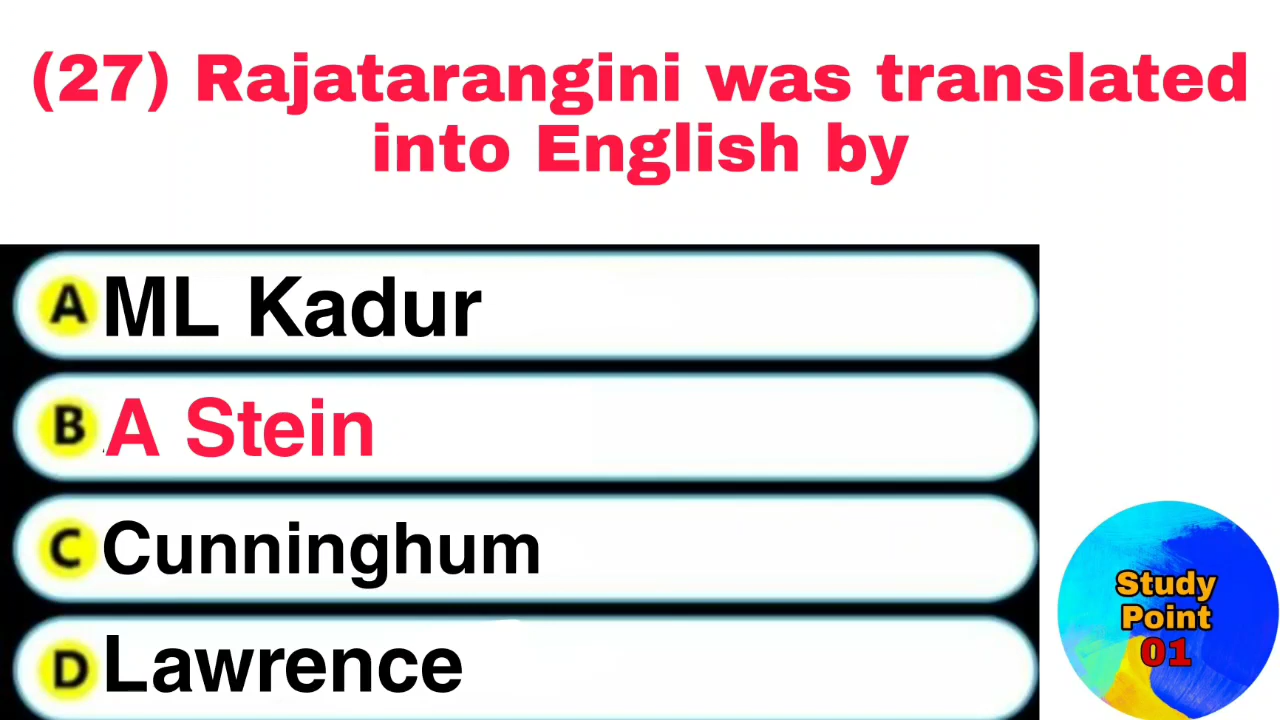 (27) Rajatarangini was translated
into English by
A ML Kadur
B A Stein
C Cunninghum
D Lawrence
Study
Point
01